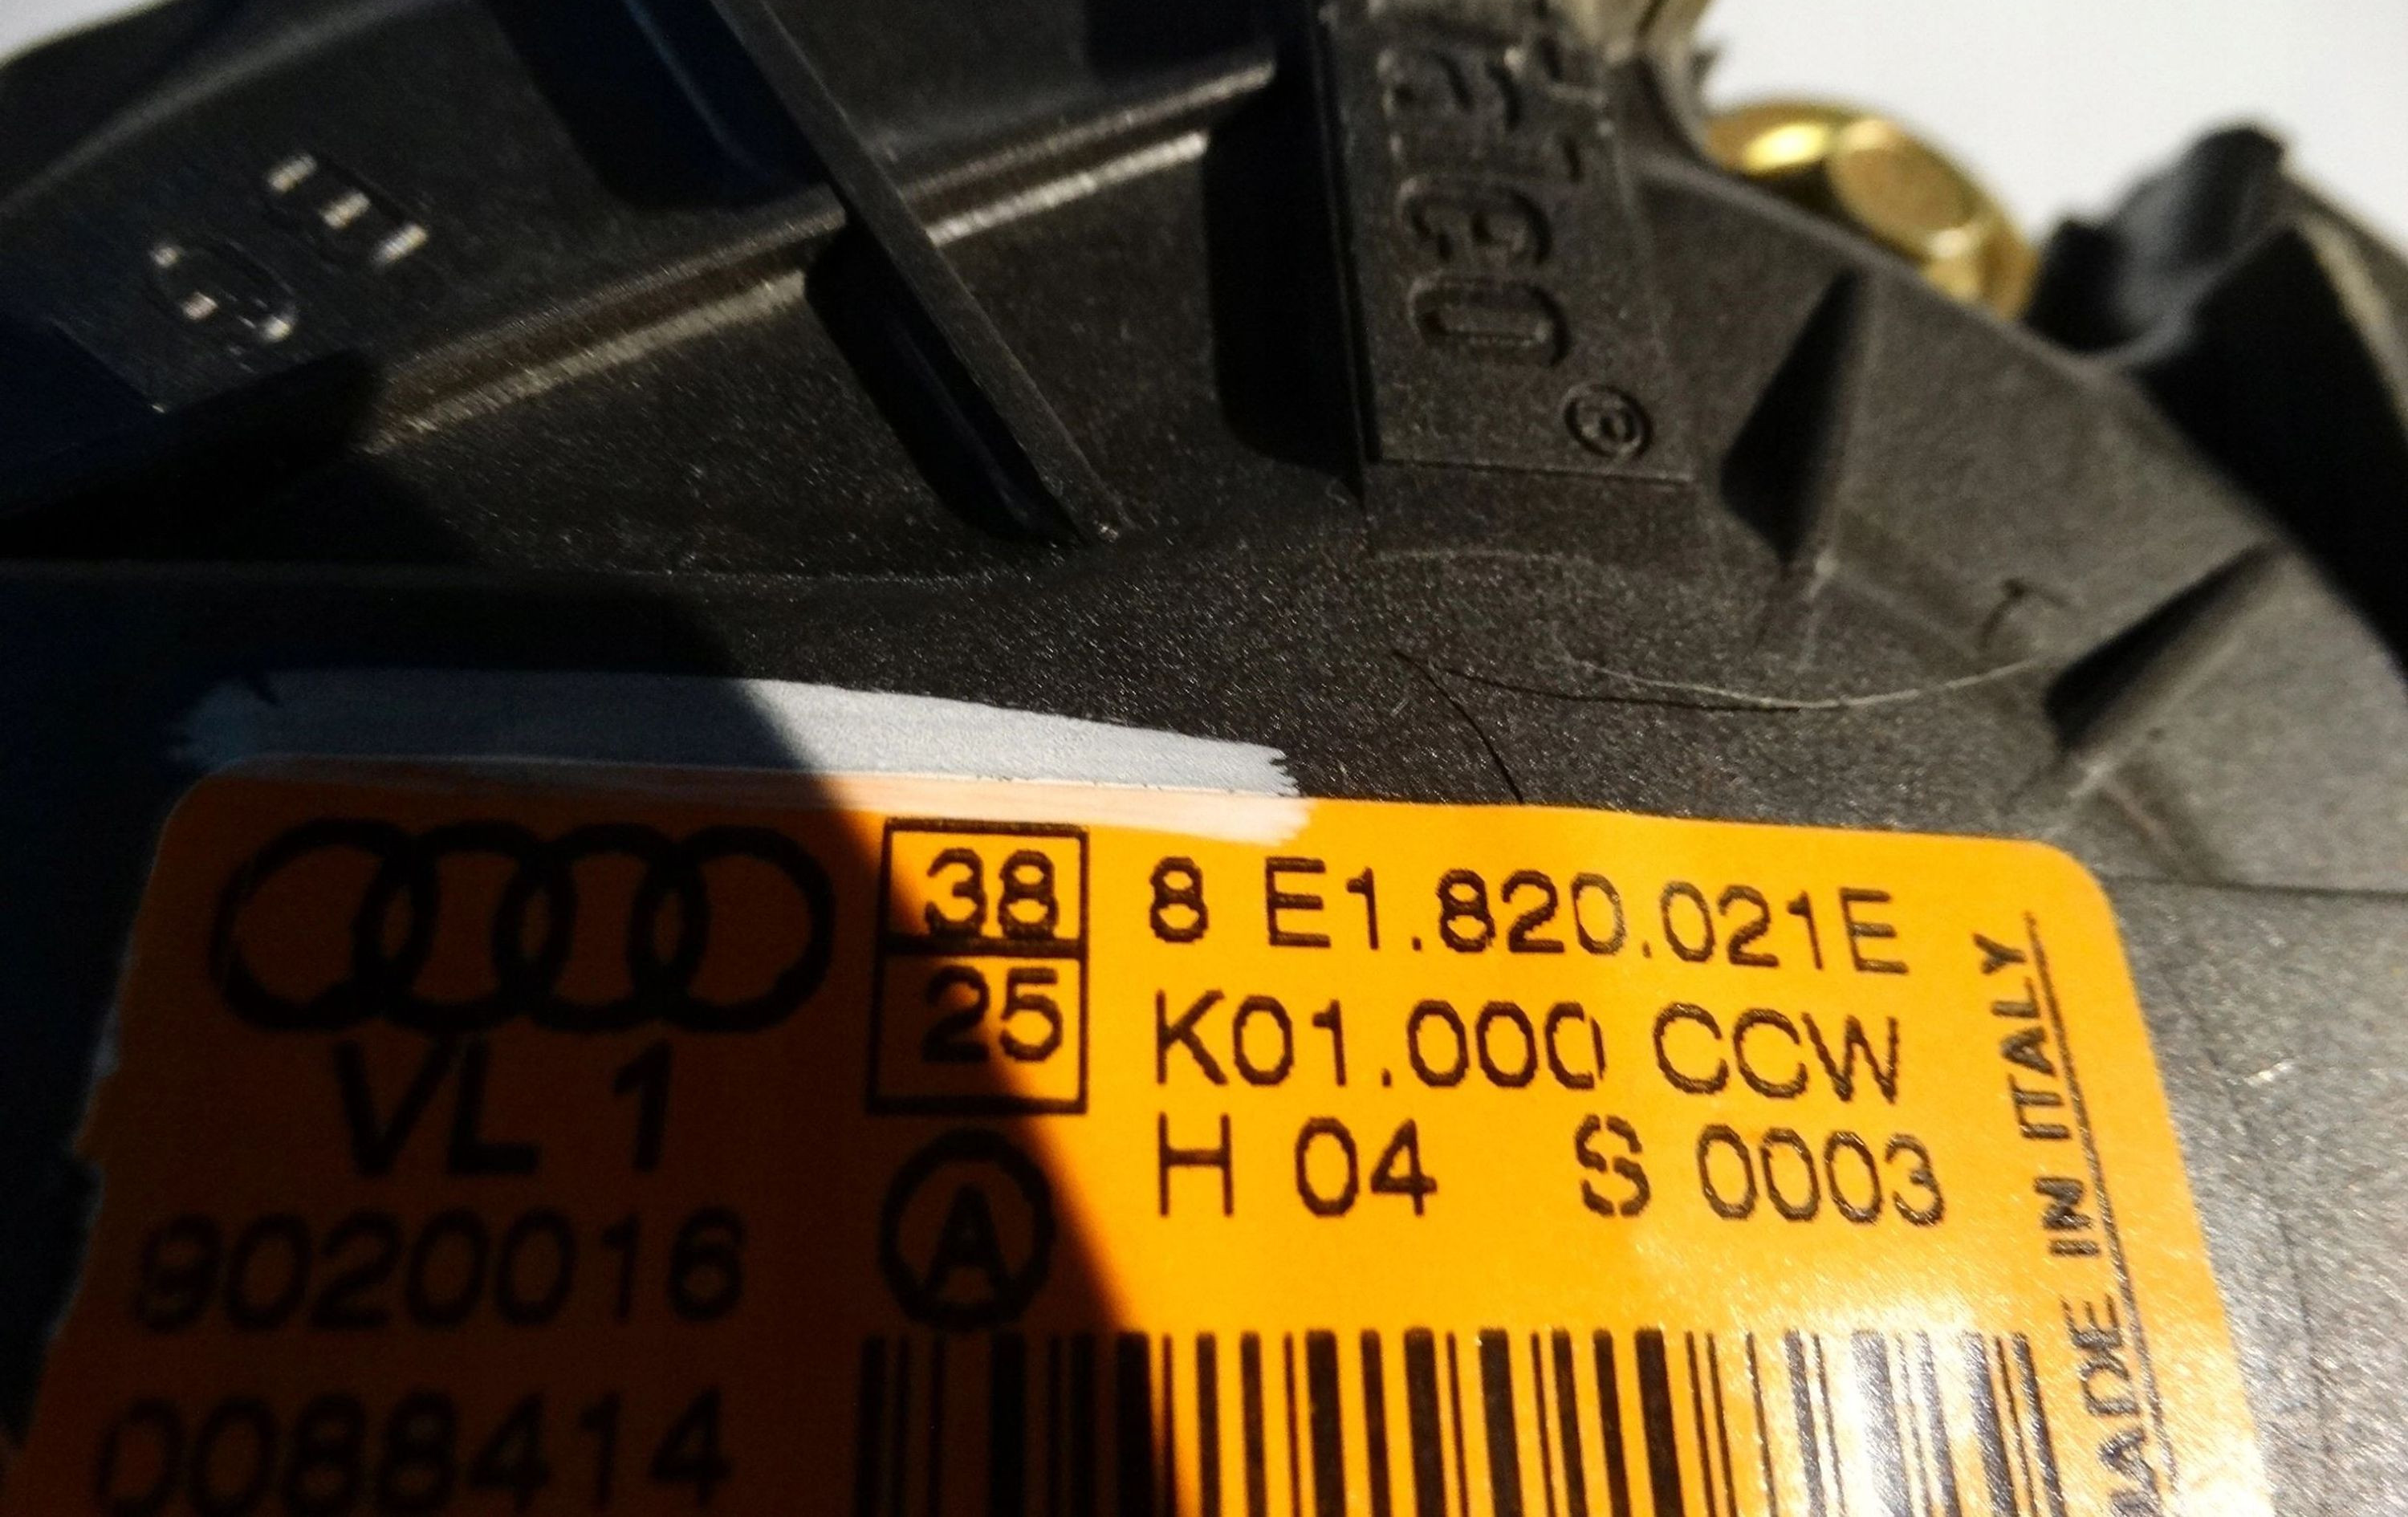 ®
38
25
VL 1
A
9020016
0088414
8 E1.820.021E
K01.000 CCW
H 04 S 0003
MADE IN ITALY